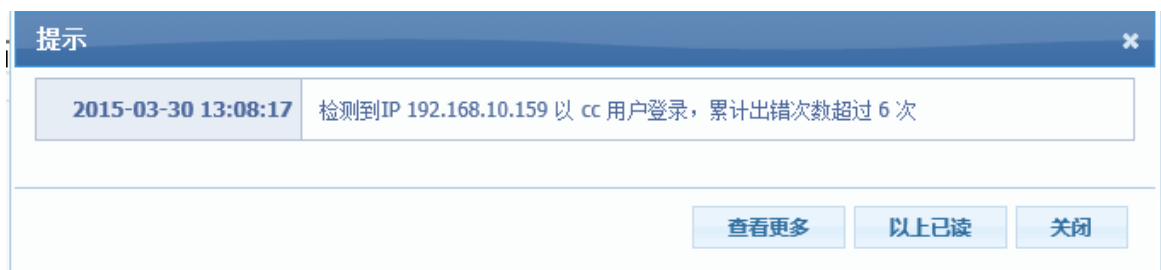 提示
2015-03-30 13:08:17 检测到IP 192.168.10.159 以 cc 用户登录，累计出错次数超过 6 次
查看更多 以上已读 关闭